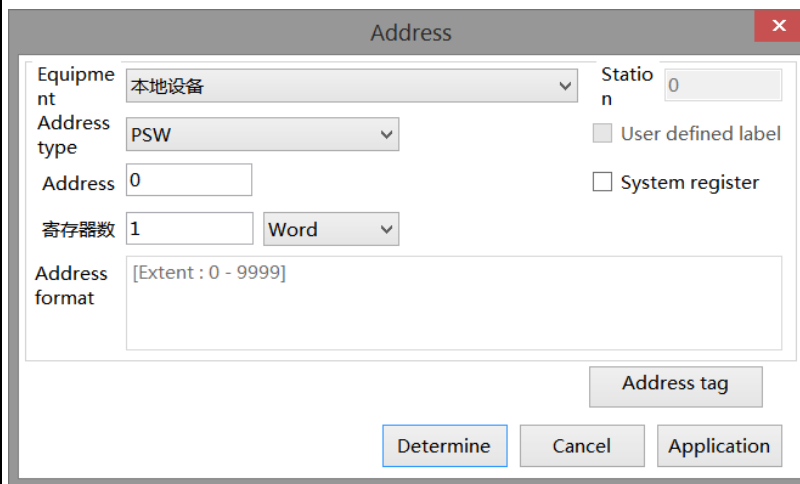 Address
Equipme
nt
本地设备
Statio
n
0
Address
type
PSW
User defined label
Address
0
System register
寄存器数
1
Word
Address
format
[Extent : 0 - 9999]
Address tag
Determine
Cancel
Application